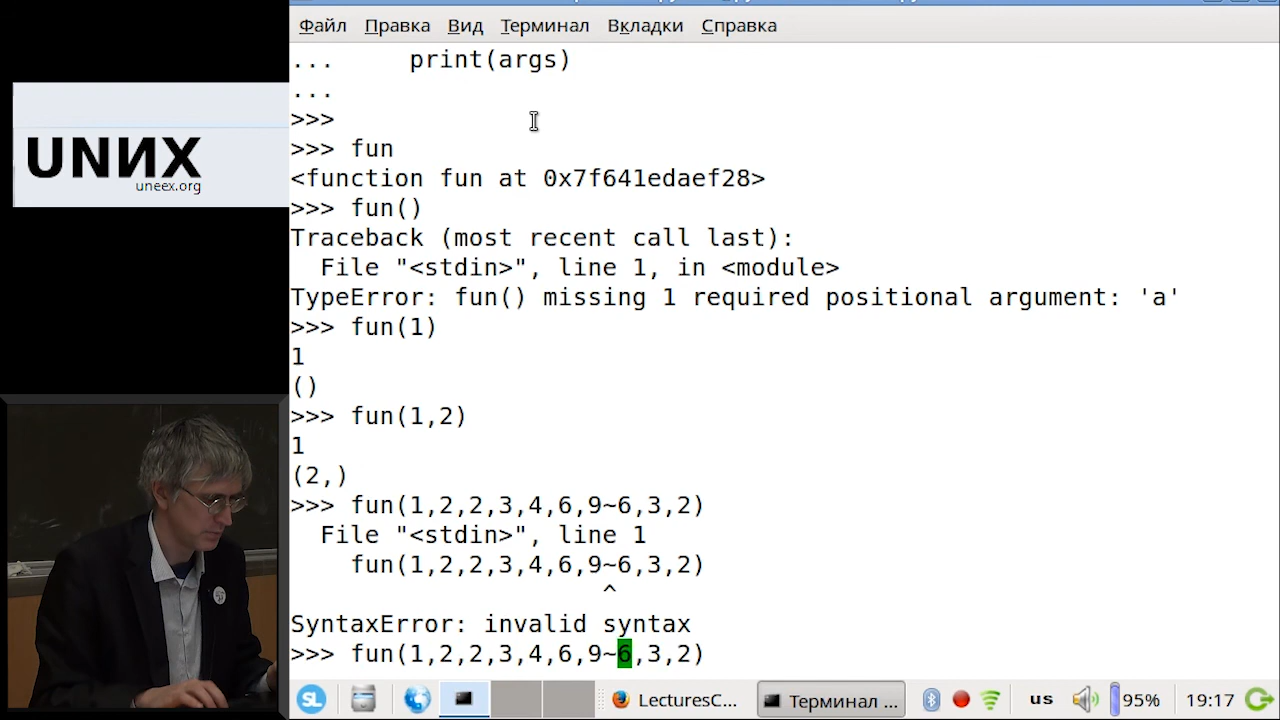 Файл Правка Вид Терминал Вкладки Справка
... print(args)
...
>>>
>>> fun
<function fun at 0x7f641edaef28>
>>> fun()
Traceback (most recent call last):
File "<stdin>", line 1, in <module>
TypeError: fun() missing 1 required positional argument: 'a'
>>> fun(1)
1
()
>>> fun(1,2)
1
(2,)
>>> fun(1,2,2,3,4,6,9~6,3,2)
File "<stdin>", line 1
fun(1,2,2,3,4,6,9~6,3,2)
^
SyntaxError: invalid syntax
>>> fun(1,2,2,3,4,6,9~6,3,2)
UNИX
uneex.org
LecturesC...
Терминал ...
us
95%
19:17